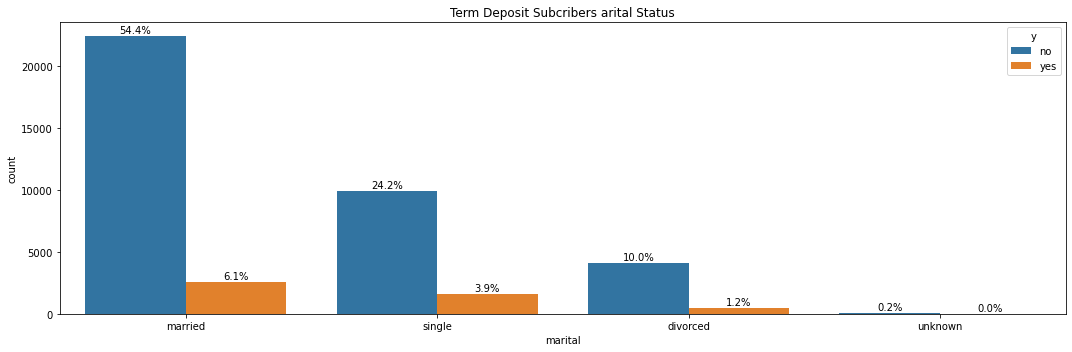 Term Deposit Subcribers arital Status
54.4%
6.1%
24.2%
3.9%
10.0%
1.2%
0.2%
0.0%
y
no
yes
count
20000
15000
10000
5000
0
married
single
divorced
unknown
marital